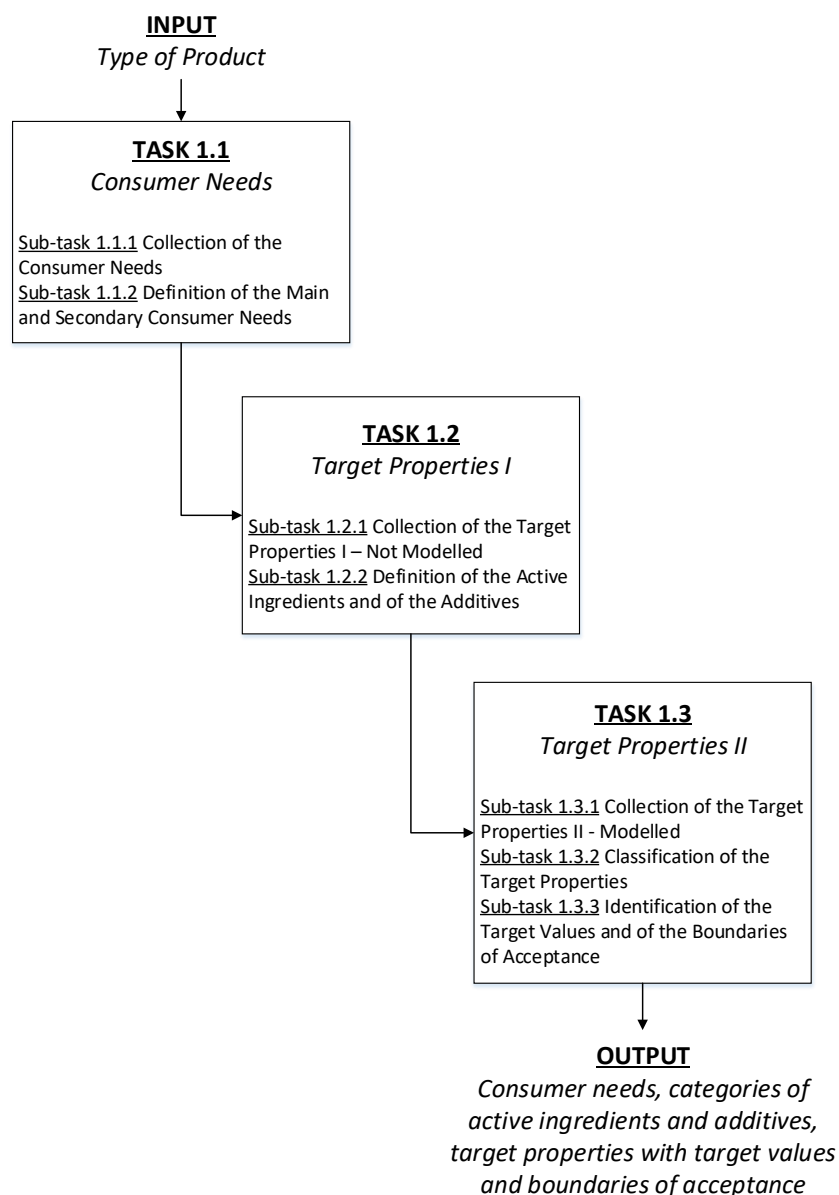 INPUT
Type of Product
TASK 1.1
Consumer Needs
Sub-task 1.1.1 Collection of the
Consumer Needs
Sub-task 1.1.2 Definition of the Main
and Secondary Consumer Needs
TASK 1.2
Target Properties I
Sub-task 1.2.1 Collection of the Target
Properties I – Not Modelled
Sub-task 1.2.2 Definition of the Active
Ingredients and of the Additives
TASK 1.3
Target Properties II
Sub-task 1.3.1 Collection of the Target
Properties II - Modelled
Sub-task 1.3.2 Classification of the
Target Properties
Sub-task 1.3.3 Identification of the
Target Values and of the Boundaries
of Acceptance
OUTPUT
Consumer needs, categories of
active ingredients and additives,
target properties with target values
and boundaries of acceptance